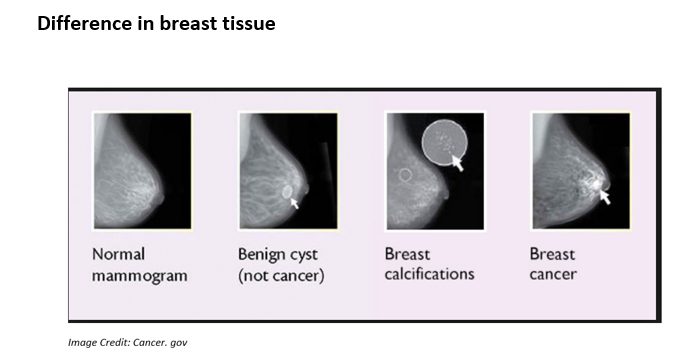 Difference in breast tissue
Normal
mammogram
Benign cyst
(not cancer)
Breast
calcifications
Breast
cancer
Image Credit: Cancer. gov